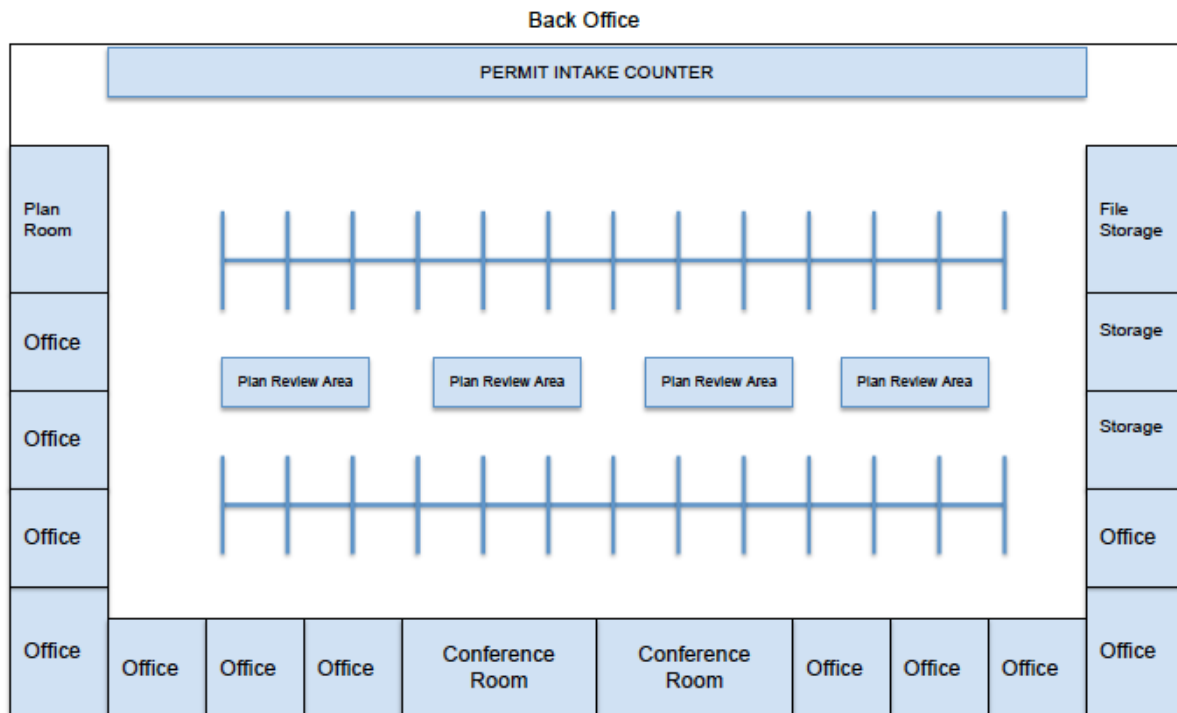 Back Office
PERMIT INTAKE COUNTER
Plan
Room
File
Storage
Office
Storage
Plan Review Area
Plan Review Area
Plan Review Area
Plan Review Area
Office
Storage
Office
Office
Office
Office
Office
Office
Office
Conference
Room
Conference
Room
Office
Office
Office
Office